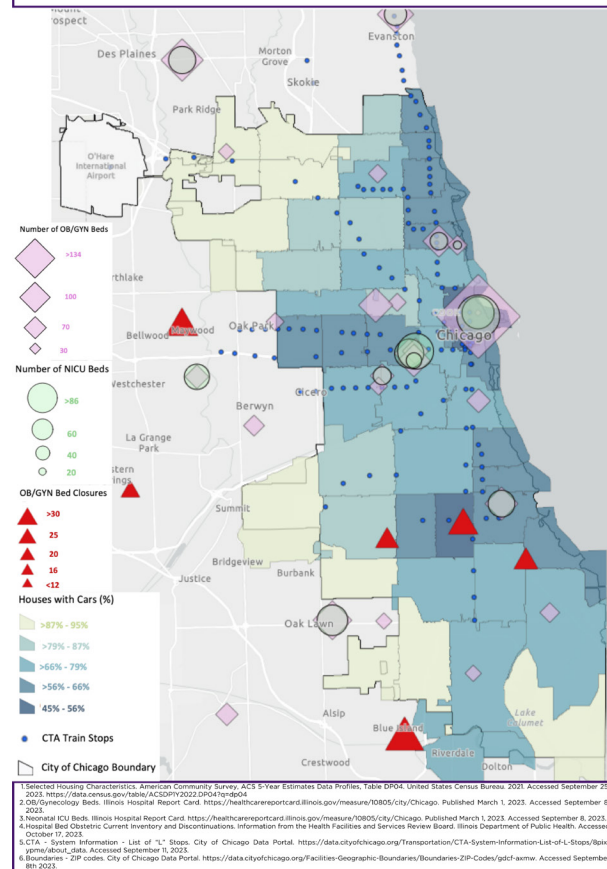 ount
ospect
Evanston
Des Plaines
Morton
Grove
Skokie
Park Ridge
O'Hare
International
Airport
Number of OB/GYN Beds
>134
100
70
30
rthlake
Bellwood
Maywood
Oak Park
Chicago
Number of NICU Beds
>86
60
40
20
Westchester
Cicero
Berwyn
La Grange
Park
stern
ings
OB/GYN Bed Closures
>30
25
20
16
<12
Summit
Bridgeview
Burbank
Justice
Houses with Cars (%)
>87% - 95%
>79% - 87%
>66% - 79%
>56% - 66%
45% - 56%
CTA Train Stops
City of Chicago Boundary
Oak Lawn
Alsip
Blue Island
Lake
Calumet
Riverdale
Crestwood
Dolton
1. Selected Housing Characteristics. American Community Survey, ACS 5-Year Estimates Data Profiles, Table DP04. United States Census Bureau. 2021. Accessed September 25
2023. https://data.census.gov/table/ACSDP1Y2022.DP04?q=dp04
2. OB/Gynecology Beds. Illinois Hospital Report Card. https://healthcarereportcard.illinois.gov/measure/10805/city/Chicago. Published March 1, 2023. Accessed September 8
2023.
3. Neonatal ICU Beds. Illinois Hospital Report Card. https://healthcarereportcard.illinois.gov/measure/10805/city/Chicago. Published March 1, 2023. Accessed September 8, 2023.
4. Hospital Bed Obstetric Current Inventory and Discontinuations. Information from the Health Facilities and Services Review Board. Illinois Department of Public Health. Accessed
October 17, 2023.
5. CTA - System Information - List of "L" Stops. City of Chicago Data Portal. https://data.cityofchicago.org/Transportation/CTA-System-Information-List-of-L-Stops/8pix
ypme/about_data. Accessed September 11, 2023.
6. Boundaries - ZIP codes. City of Chicago Data Portal. https://data.cityofchicago.org/Facilities-Geographic-Boundaries/Boundaries-ZIP-Codes/gdcf-axmw. Accessed September
8th 2023.